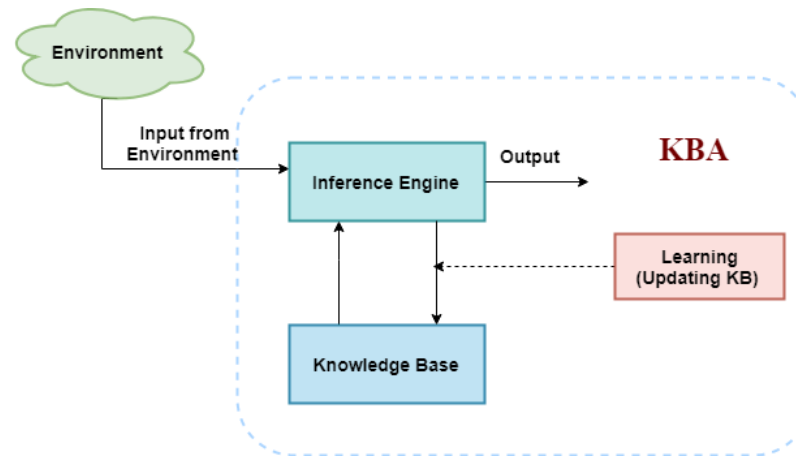 Environment
Input from
Environment
Inference Engine
Output
KBA
Learning
(Updating KB)
Knowledge Base